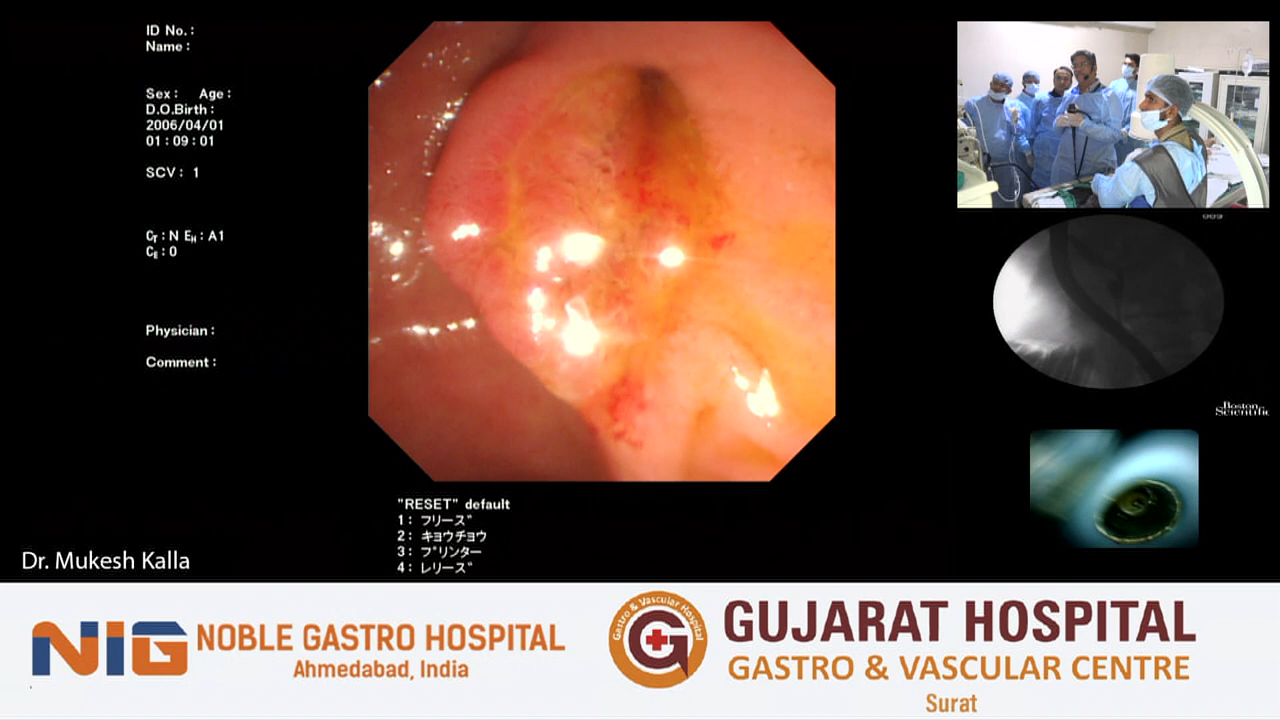 ID No.:
Name:
Sex: Age:
D.O.Birth:
2006/04/01
01:09:01
SCV: 1
CT:N EH:A1
CE:0
Physician:
Comment:
"RESET" default
1: フリーズ
2: キョウチョウ
3: プリンター
4: レリーズ
Boston
Scientific
Dr. Mukesh Kalla
NIG NOBLE GASTRO HOSPITAL
Ahmedabad, India
Gastro & Vascular Hospital
G
GUJARAT HOSPITAL
GASTRO & VASCULAR CENTRE
Surat